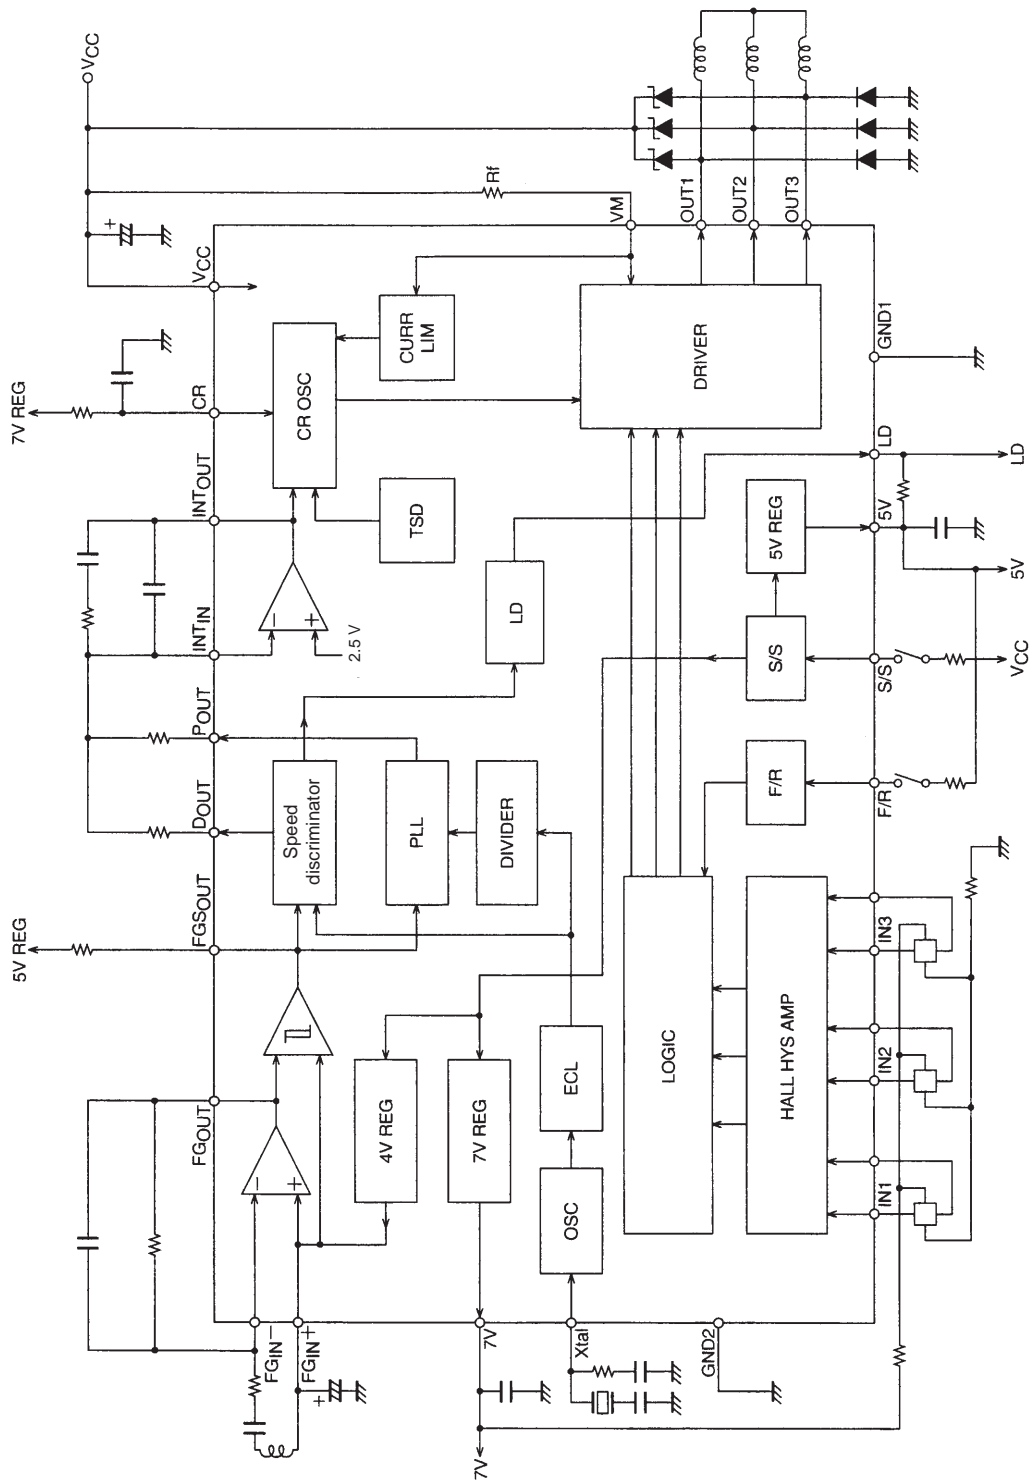 VCC
Rf
VM
OUT1
OUT2
OUT3
+
VCC
7V REG
CR
CR OSC
CURR
LIM
DRIVER
GND1
INTOUT
TSD
LD
LD
5V REG
5V
5V
INTIN
−
+
2.5 V
LD
S/S
S/S
VCC
POUT
DOUT
Speed
discriminator
PLL
DIVIDER
F/R
F/R
5V REG
FGSOUT
FGOUT
−
+
4V REG
7V REG
ECL
OSC
LOGIC
HALL HYS AMP
IN3
IN2
IN1
FGIN−
FGIN+
+
7V
Xtal
GND2
7V